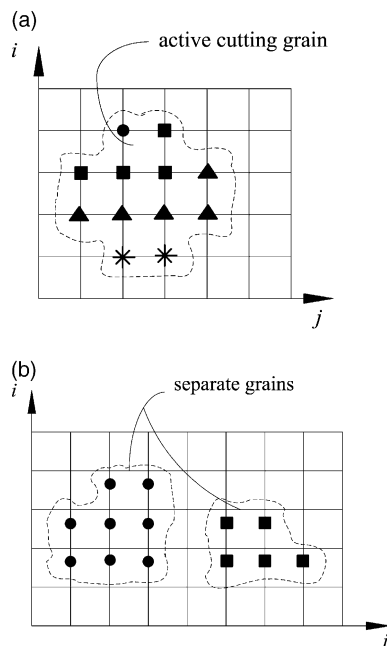 (a)
active cutting grain
i
j
(b)
separate grains
i